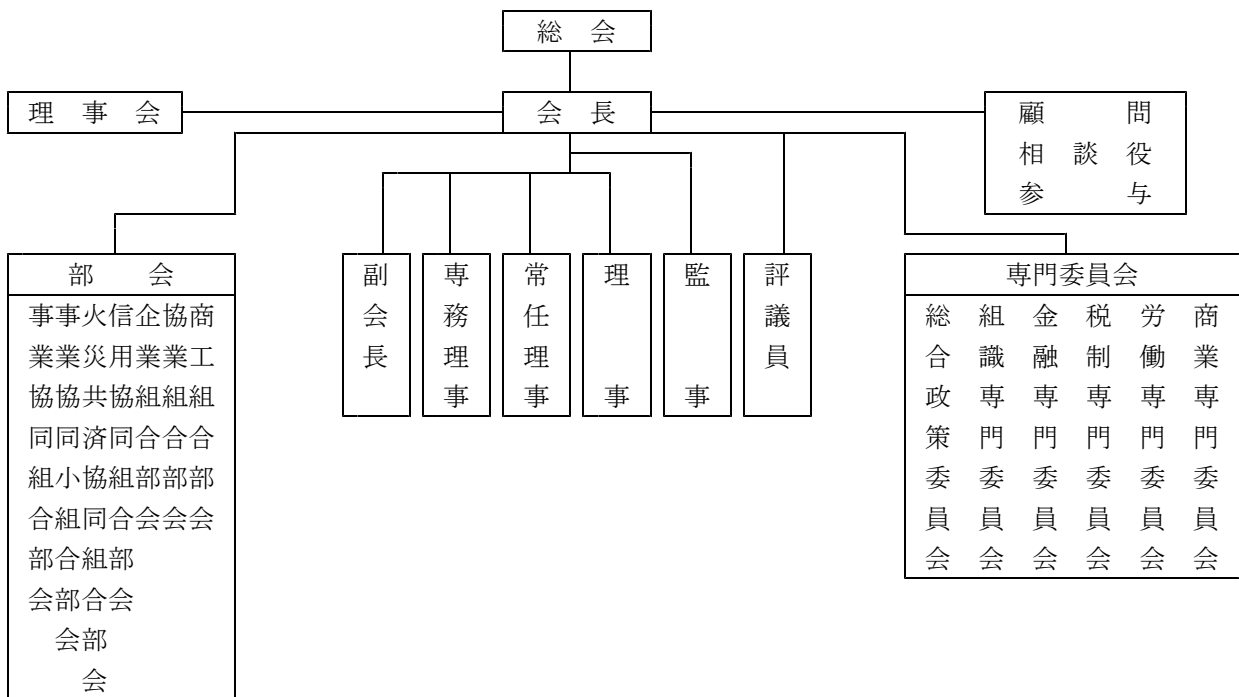 総会
理事会
会長
顧問
相談役
参与
部会
事業協同組合部会
事業協同小組合部会
火災共済協同組合部会
信用協同組合部会
企業組合部会
協業組合部会
商工組合部会
副会長
専務理事
常任理事
理事
監事
評議員
専門委員会
総合政策委員会
組識専門委員会
金融専門委員会
税制専門委員会
労働専門委員会
商業専門委員会